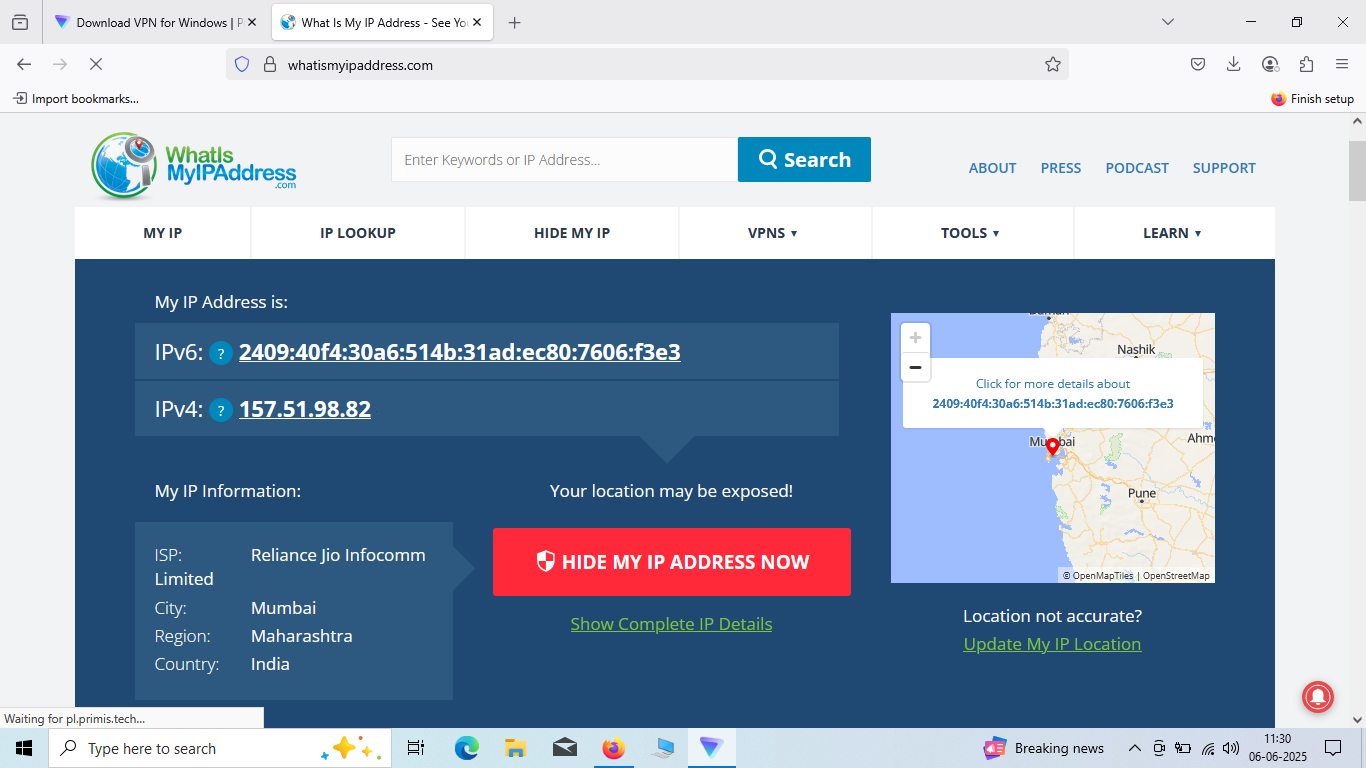 Download VPN for Windows | P
What Is My IP Address - See Yo
whatismyipaddress.com
Import bookmarks...
Finish setup
WhatIs
MyIPAddress
.com
Enter Keywords or IP Address...
Search
ABOUT
PRESS
PODCAST
SUPPORT
MY IP
IP LOOKUP
HIDE MY IP
VPNS ▾
TOOLS ▾
LEARN ▾
My IP Address is:
IPv6: ? 2409:40f4:30a6:514b:31ad:ec80:7606:f3e3
IPv4: ? 157.51.98.82
My IP Information:
ISP: Reliance Jio Infocomm
Limited
City: Mumbai
Region: Maharashtra
Country: India
Your location may be exposed!
HIDE MY IP ADDRESS NOW
Show Complete IP Details
+
−
Nashik
Click for more details about
2409:40f4:30a6:514b:31ad:ec80:7606:f3e3
Mumbai
Ahme
Pune
© OpenMapTiles | OpenStreetMap
Location not accurate?
Update My IP Location
Waiting for pl.primis.tech...
Type here to search
Breaking news
11:30
06-06-2025